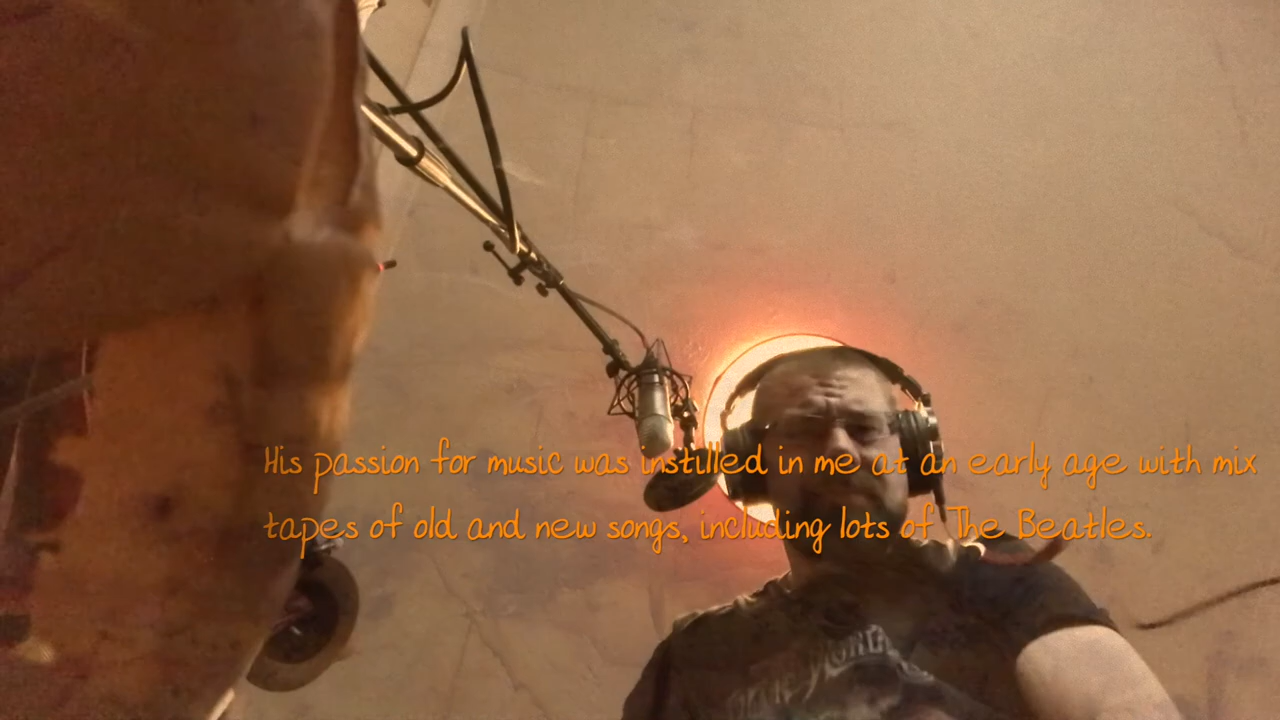 His passion for music was instilled in me at an early age with mix
tapes of old and new songs, including lots of The Beatles.